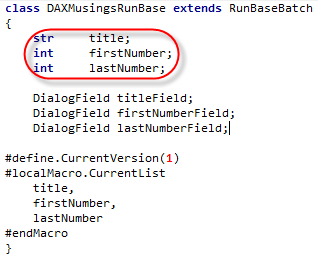 class DAXMusingsRunBase extends RunBaseBatch
{
    str     title;
    int     firstNumber;
    int     lastNumber;

    DialogField titleField;
    DialogField firstNumberField;
    DialogField lastNumberField;

#define.CurrentVersion(1)
#localMacro.CurrentList
    title,
    firstNumber,
    lastNumber
#endMacro
}